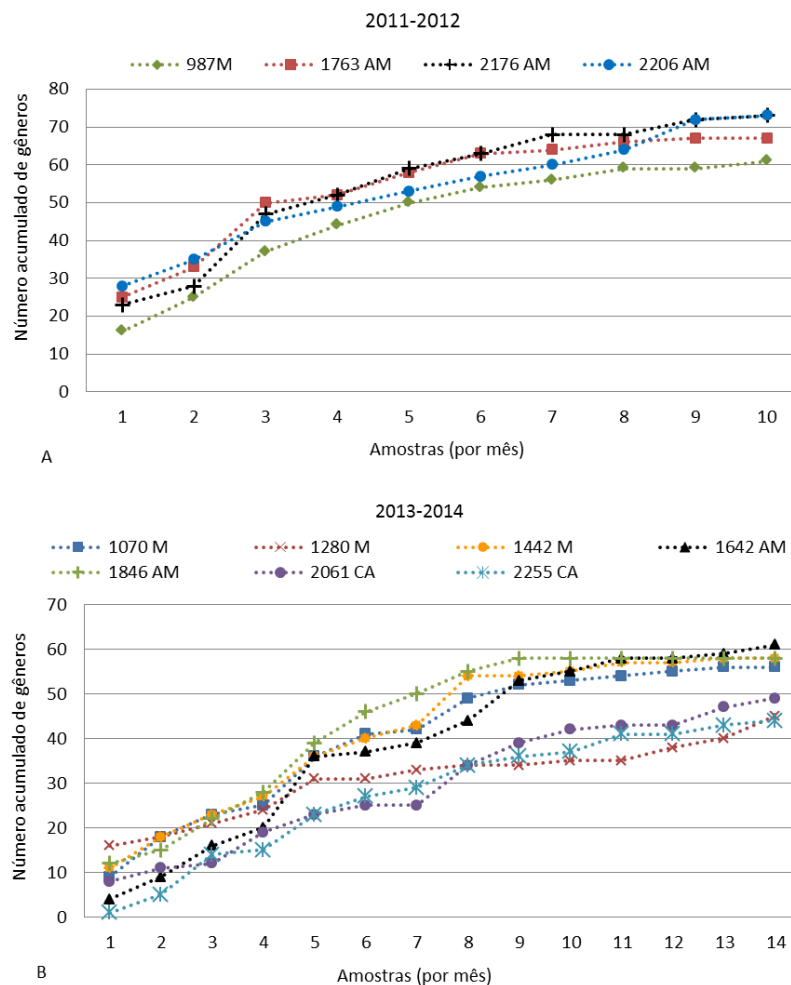 2011-2012
987M 1763 AM 2176 AM 2206 AM
Número acumulado de gêneros
80
70
60
50
40
30
20
10
0
1 2 3 4 5 6 7 8 9 10
Amostras (por mês)
A
2013-2014
1070 M 1280 M 1442 M 1642 AM
1846 AM 2061 CA 2255 CA
Número acumulado de gêneros
70
60
50
40
30
20
10
0
1 2 3 4 5 6 7 8 9 10 11 12 13 14
Amostras (por mês)
B